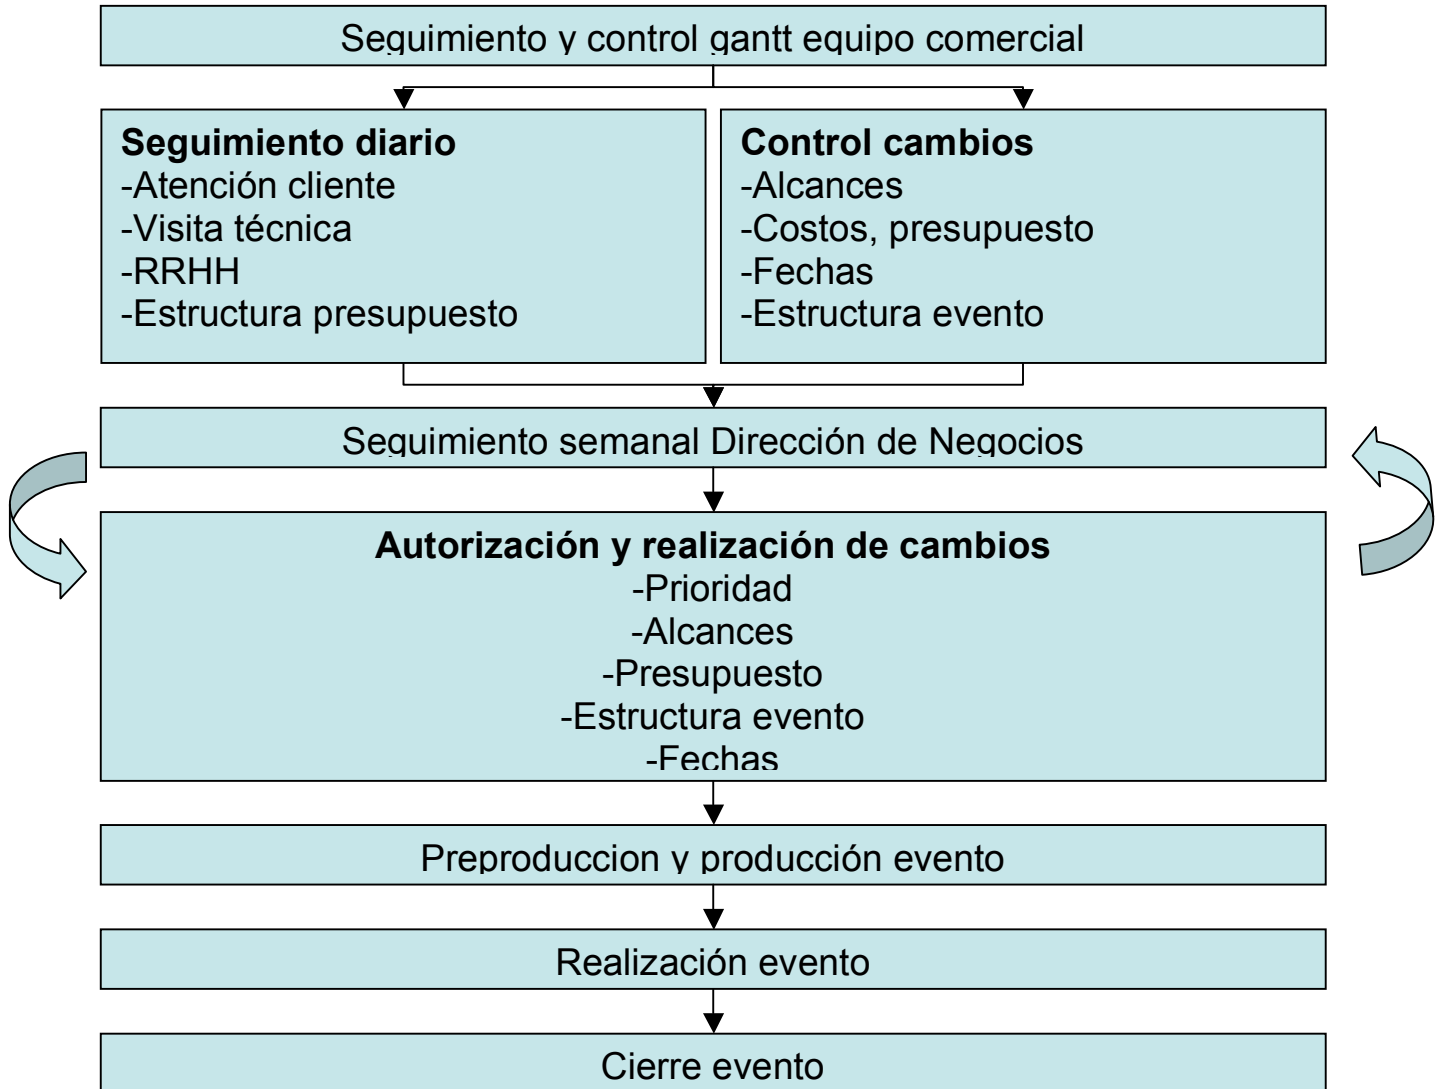 Seguimiento y control gantt equipo comercial
Seguimiento diario
-Atención cliente
-Visita técnica
-RRHH
-Estructura presupuesto
Control cambios
-Alcances
-Costos, presupuesto
-Fechas
-Estructura evento
Seguimiento semanal Dirección de Negocios
Autorización y realización de cambios
-Prioridad
-Alcances
-Presupuesto
-Estructura evento
-Fechas
Preproduccion y producción evento
Realización evento
Cierre evento